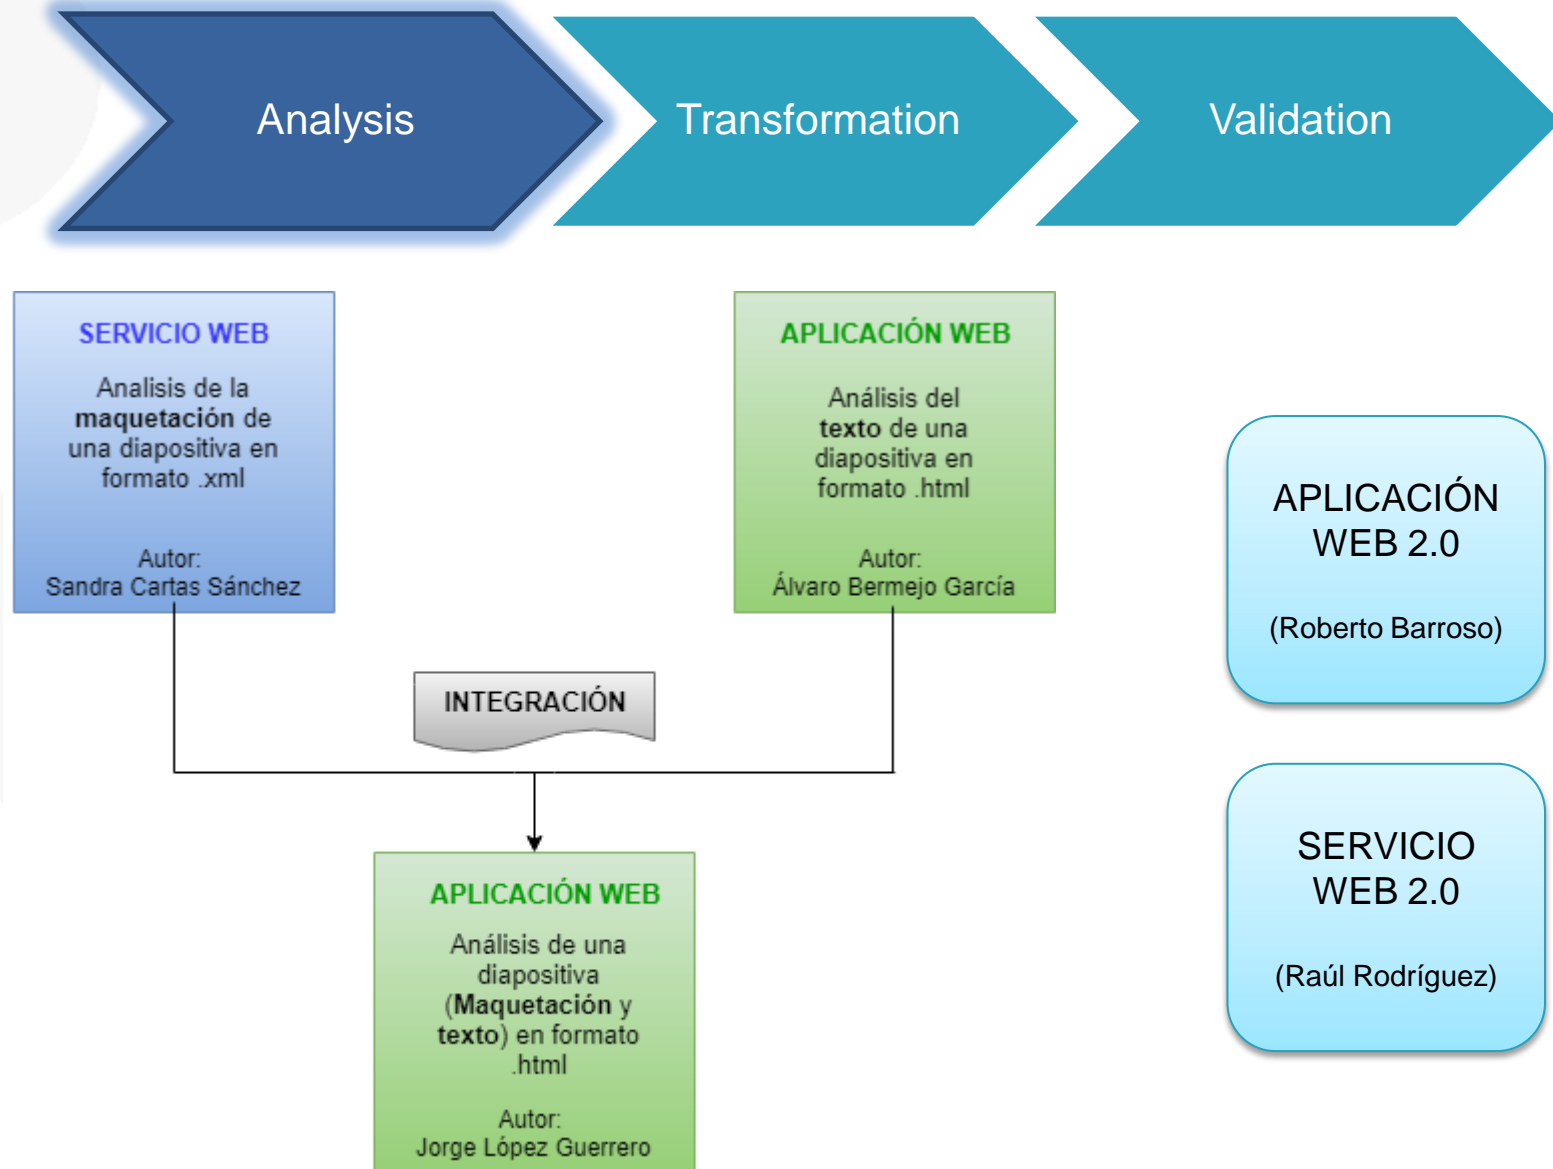 Analysis
Transformation
Validation
SERVICIO WEB
Analisis de la
maquetación de
una diapositiva en
formato .xml
Autor:
Sandra Cartas Sánchez
APLICACIÓN WEB
Análisis del
texto de una
diapositiva en
formato .html
Autor:
Álvaro Bermejo García
INTEGRACIÓN
APLICACIÓN WEB
Análisis de una
diapositiva
(Maquetación y
texto) en formato
.html
Autor:
Jorge López Guerrero
APLICACIÓN
WEB 2.0
(Roberto Barroso)
SERVICIO
WEB 2.0
(Raúl Rodríguez)